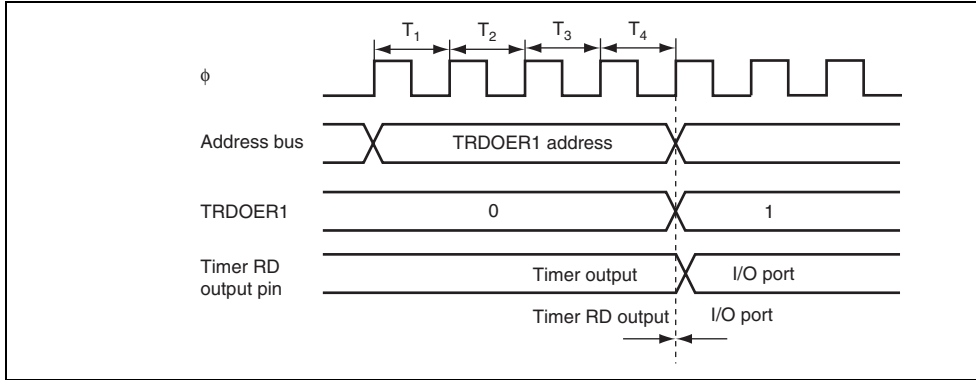 T1 T2 T3 T4
ϕ
Address bus
TRDOER1 address
TRDOER1
0
1
Timer RD
output pin
Timer output
I/O port
Timer RD output
I/O port